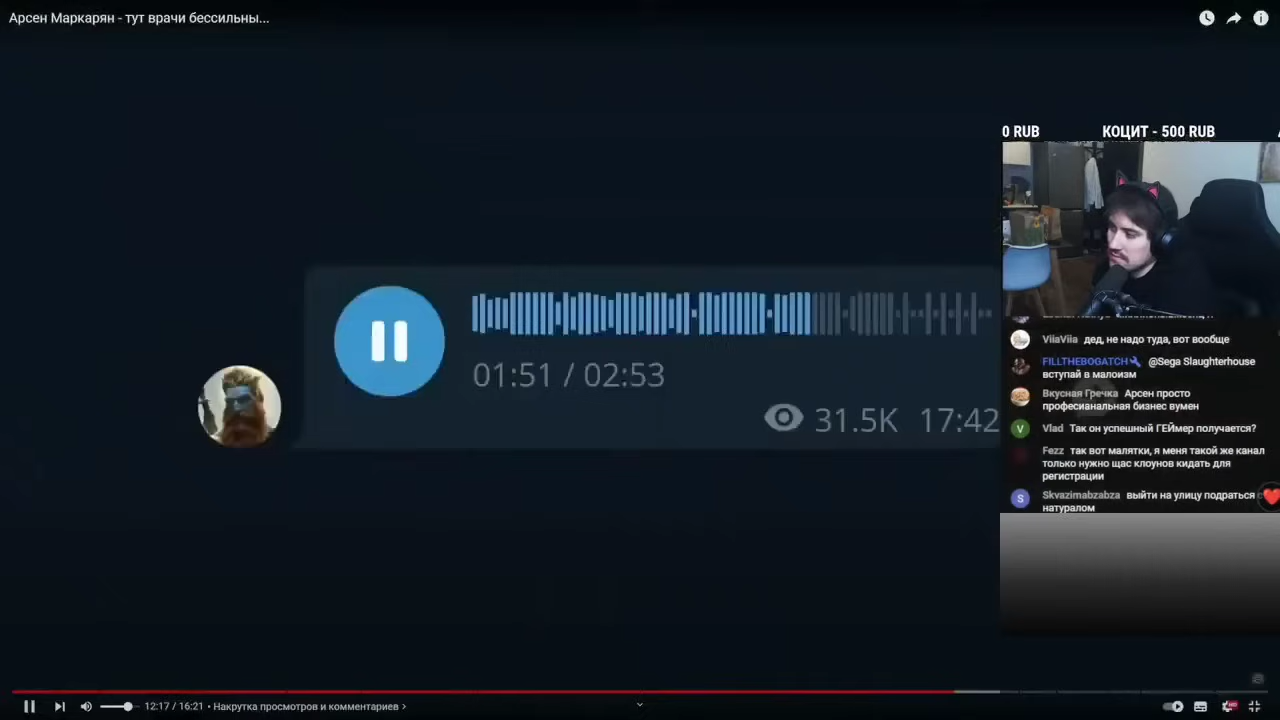 Арсен Маркарян - тут врачи бессильны...
0 RUB КОЦИТ - 500 RUB
01:51 / 02:53
31.5K 17:42
ViiaViia дед, не надо туда, вот вообще
FILLTHEBOGATCH @Sega Slaughterhouse
вступай в малоизм
Вкусная Гречка Арсен просто
професианальная бизнес вумен
V Vlad Так он успешный ГЕЙмер получается?
Fezz так вот малятки, я меня такой же канал
только нужно щас клоунов кидать для
регистрации
S Skvazimabzabza выйти на улицу подраться с
натуралом
12:17 / 16:21 • Накрутка просмотров и комментариев